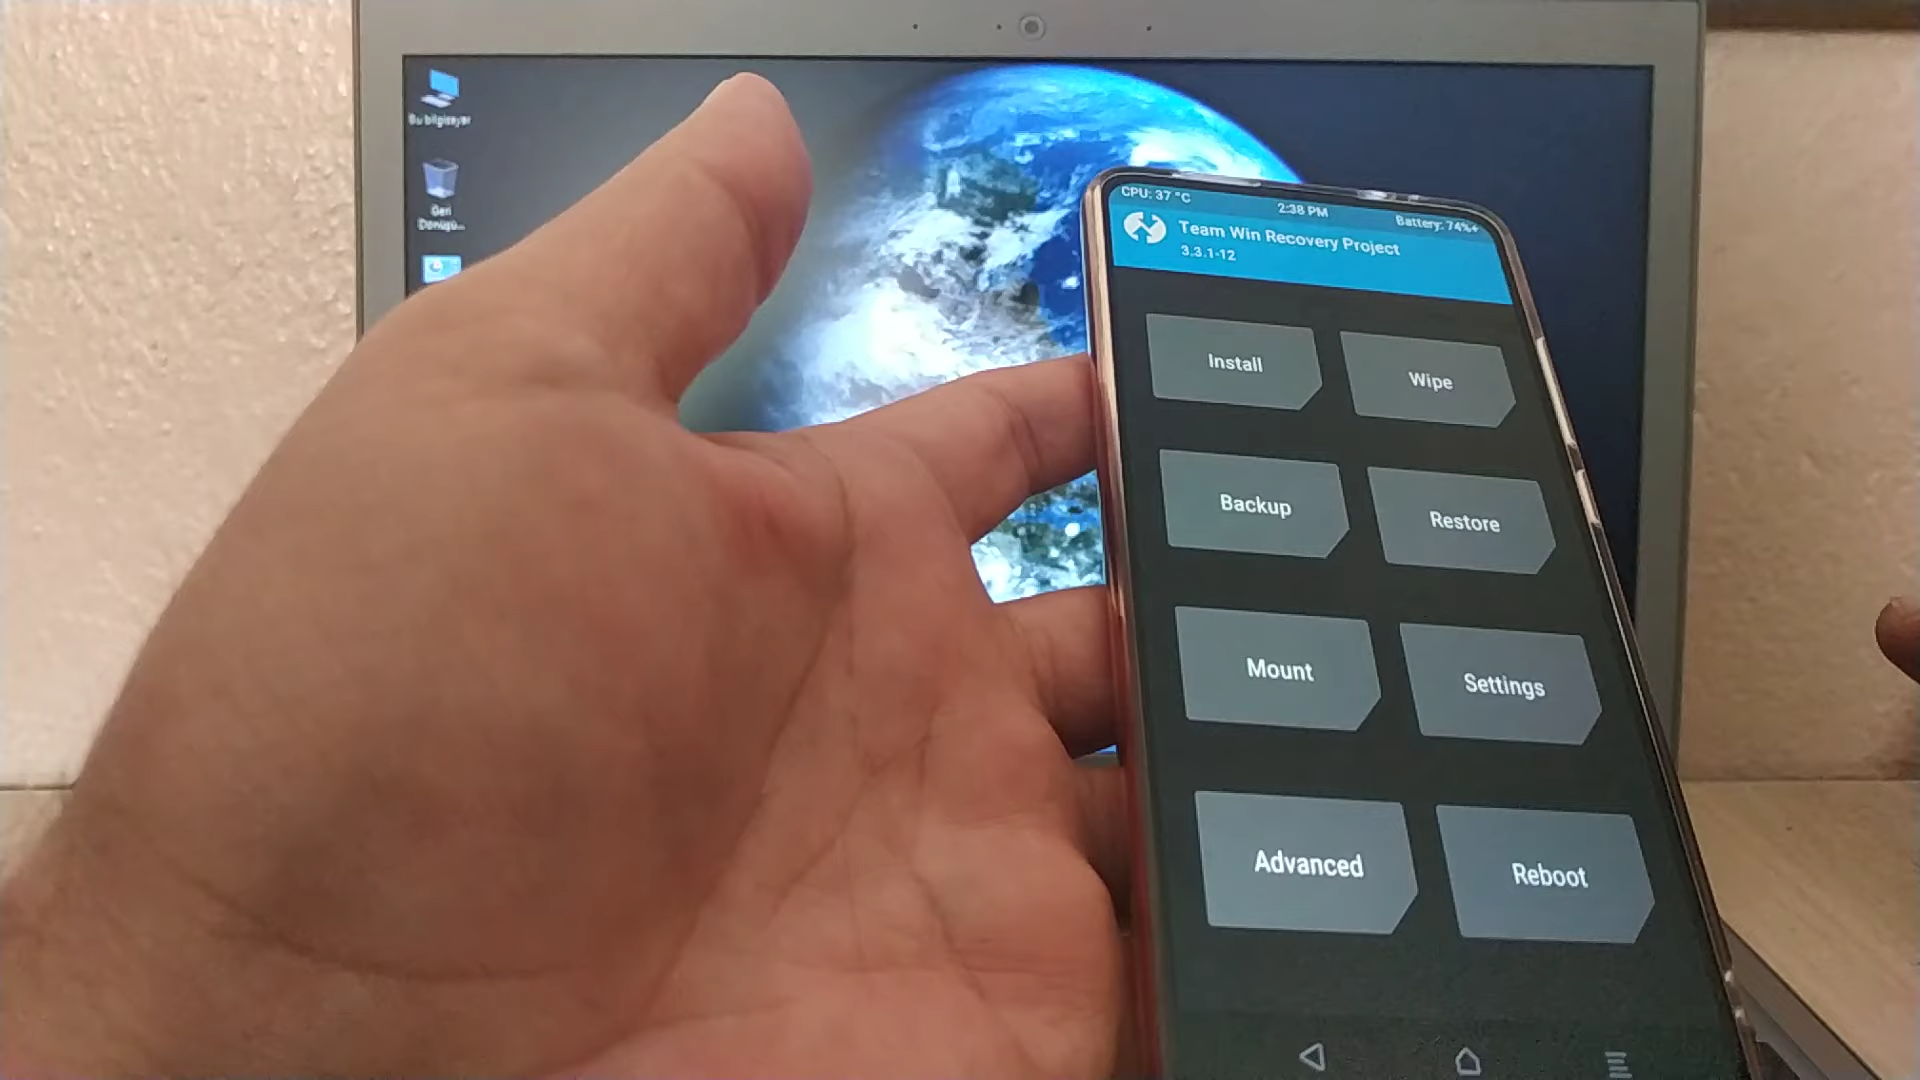 Bu bilgisayar
Geri
Dönüşü...
CPU: 37 °C
2:38 PM
Battery: 74%+
Team Win Recovery Project
3.3.1-12
Install
Wipe
Backup
Restore
Mount
Settings
Advanced
Reboot